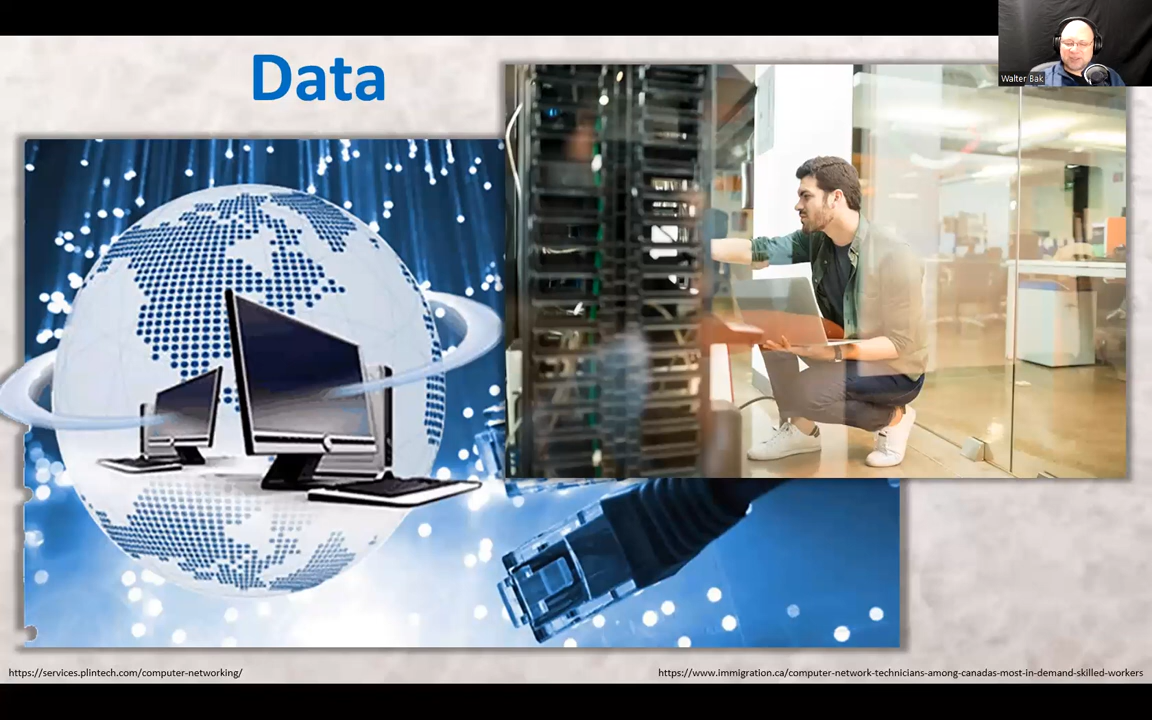 Data
Walter Bak
https://services.plintech.com/computer-networking/
https://www.immigration.ca/computer-network-technicians-among-canadas-most-in-demand-skilled-workers